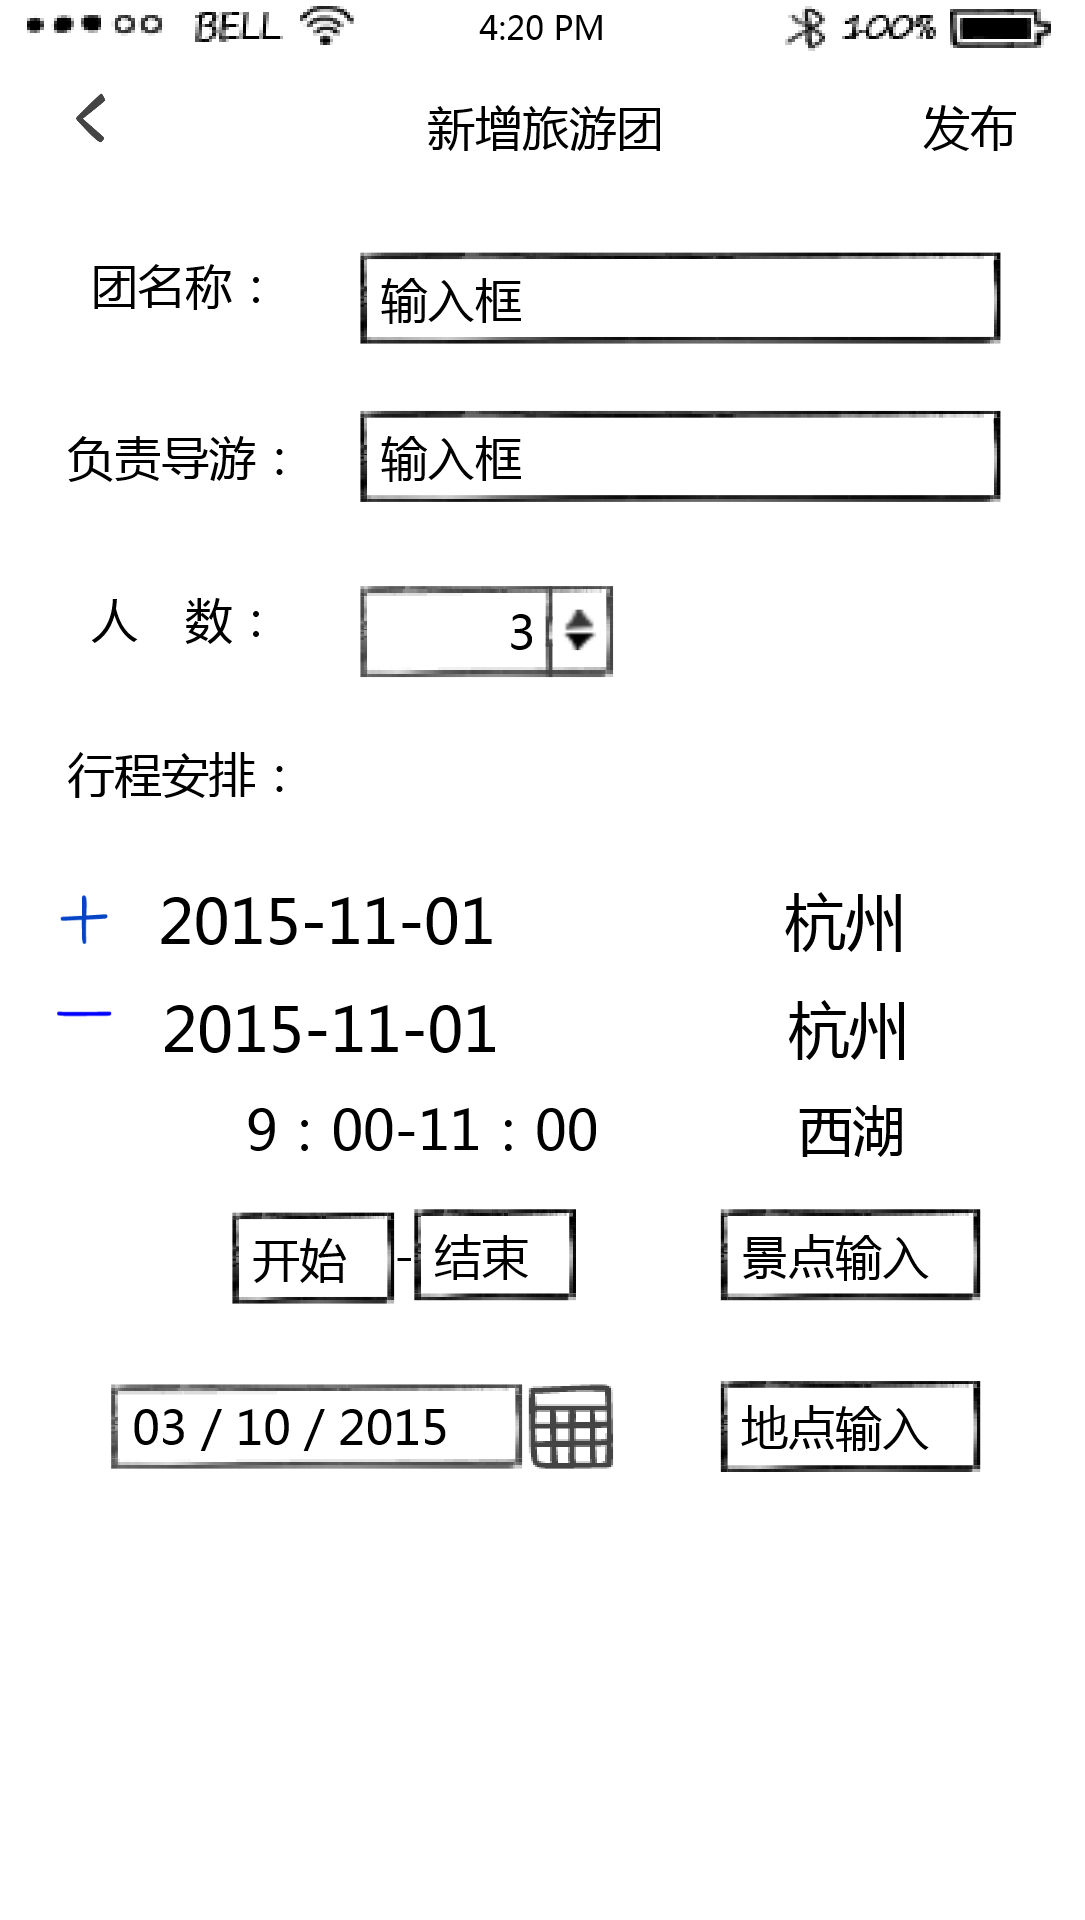 BELL 4:20 PM 100%
新增旅游团 发布
团名称： 输入框
负责导游： 输入框
人 数： 3
行程安排：
+ 2015-11-01 杭州
— 2015-11-01 杭州
9：00-11：00 西湖
开始 - 结束 景点输入
03 / 10 / 2015 地点输入